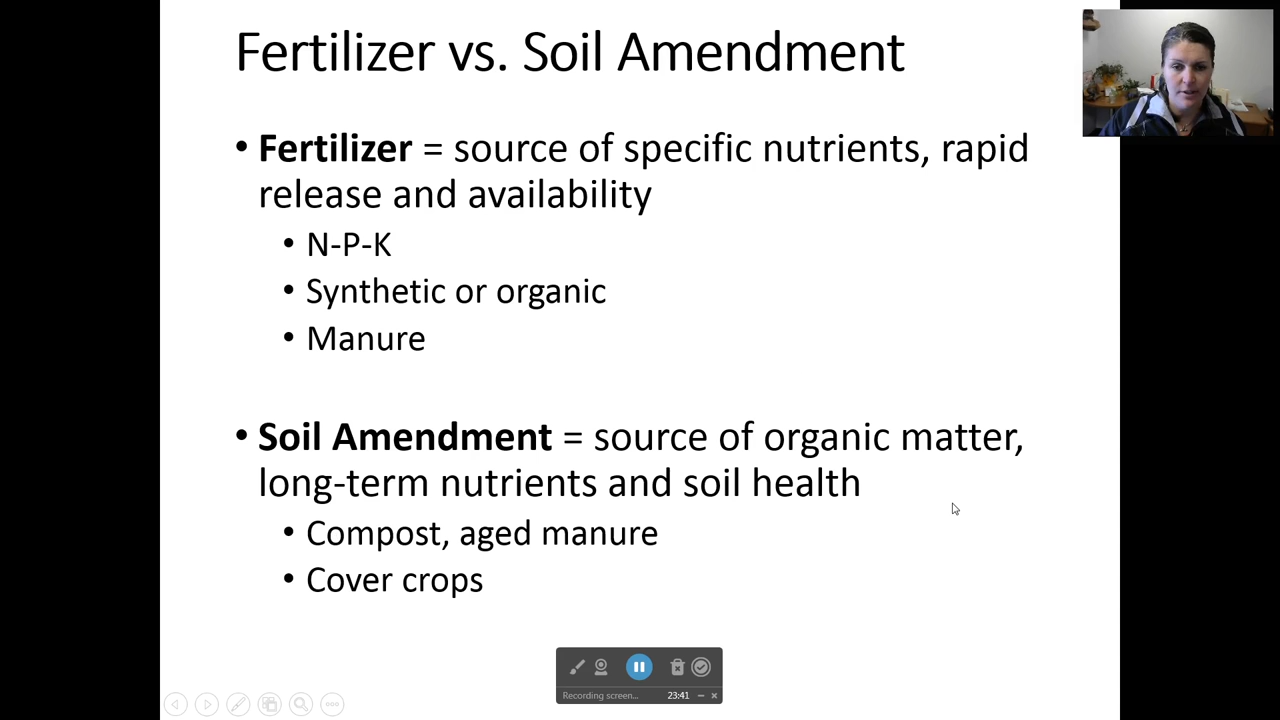 Fertilizer vs. Soil Amendment
• Fertilizer = source of specific nutrients, rapid
release and availability
• N-P-K
• Synthetic or organic
• Manure
• Soil Amendment = source of organic matter,
long-term nutrients and soil health
• Compost, aged manure
• Cover crops
Recording screen... 23:41